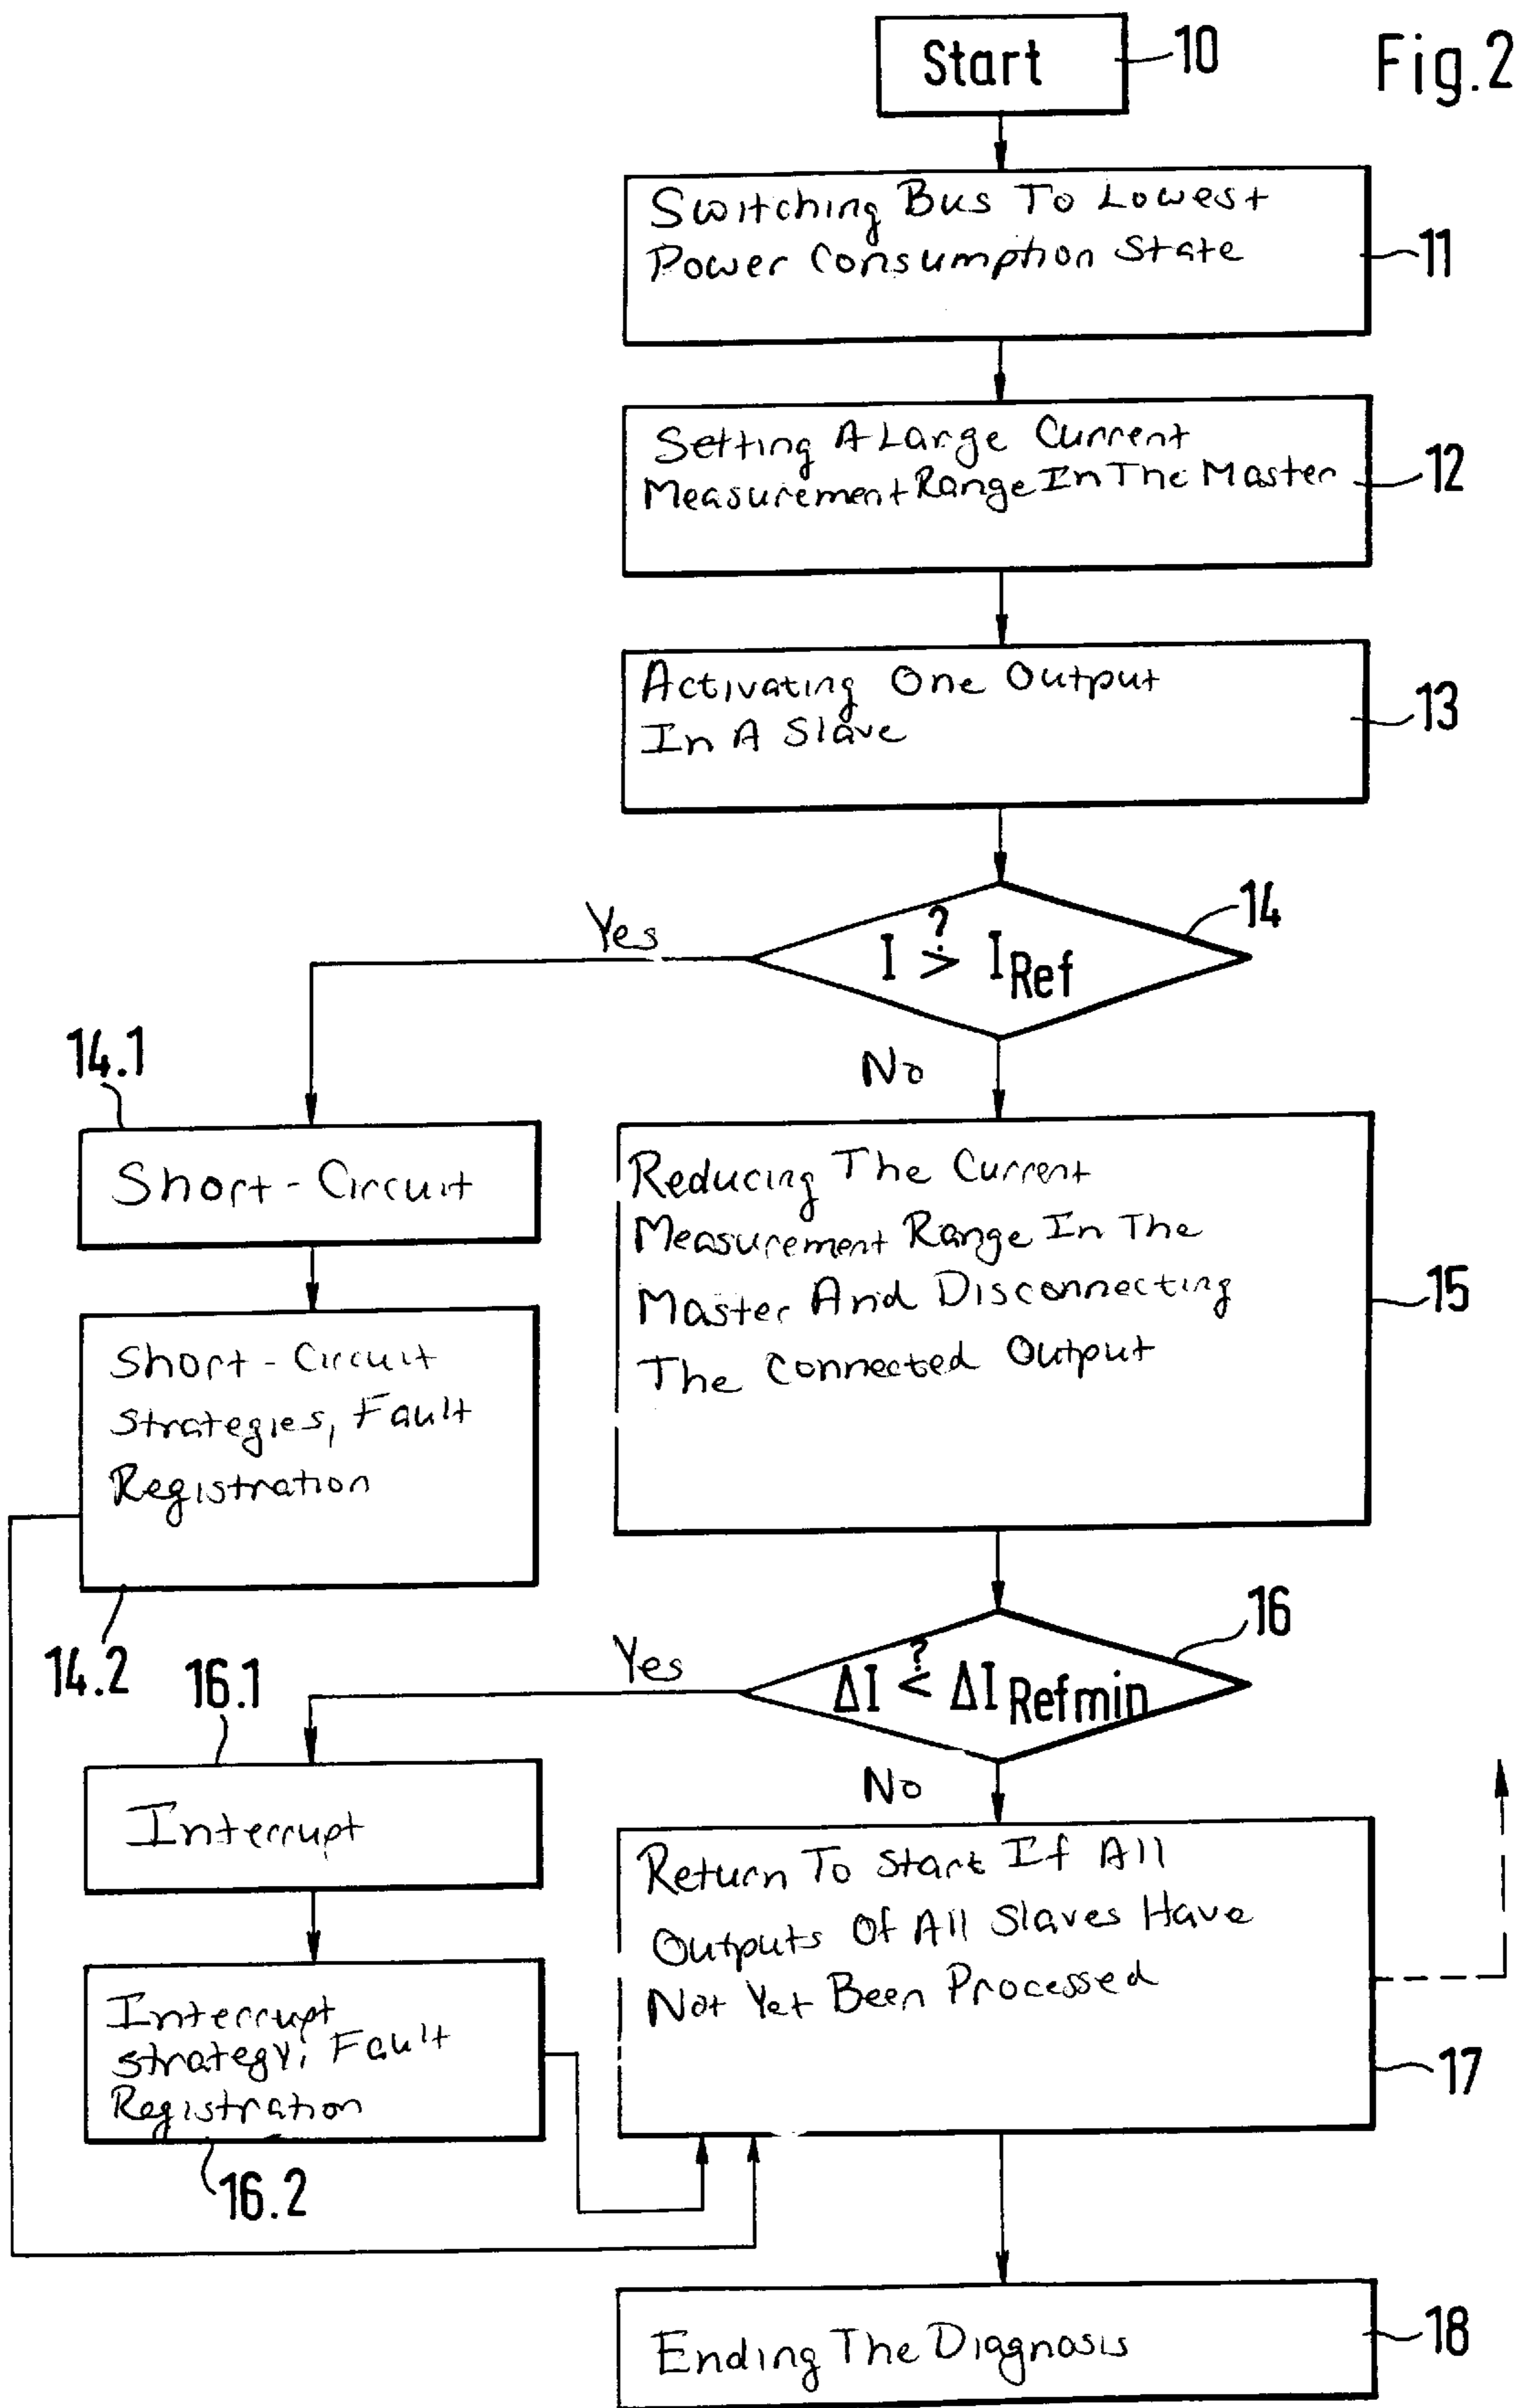 Start
10
Fig.2
Switching Bus To Lowest
Power Consumption State
11
Setting A Large Current
Measurement Range In The Master
12
Activating One Output
In A Slave
13
14
I >? I Ref
Yes
No
14.1
Short-Circuit
Short-Circuit
Strategies, Fault
Registration
14.2
Reducing The Current
Measurement Range In The
Master And Disconnecting
The Connected Output
15
16
ΔI <? ΔI Refmin
Yes
No
16.1
Interrupt
Interrupt
Strategy; Fault
Registration
16.2
Return To Start If All
Outputs Of All Slaves Have
Not Yet Been Processed
17
Ending The Diagnosis
18